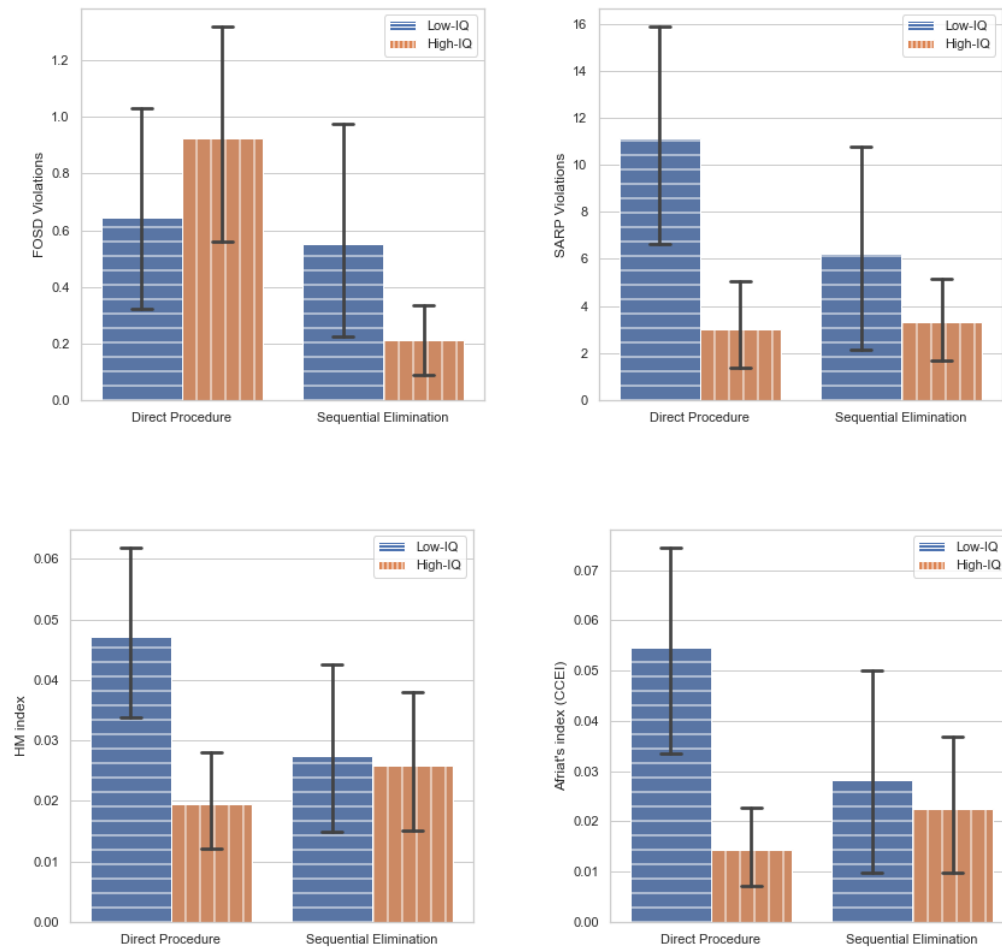 FOSD Violations
1.2
1.0
0.8
0.6
0.4
0.2
0.0
Low-IQ
High-IQ
Direct Procedure
Sequential Elimination
SARP Violations
16
14
12
10
8
6
4
2
0
Low-IQ
High-IQ
Direct Procedure
Sequential Elimination
HM index
0.06
0.05
0.04
0.03
0.02
0.01
0.00
Low-IQ
High-IQ
Direct Procedure
Sequential Elimination
Afriat's index (CCEI)
0.07
0.06
0.05
0.04
0.03
0.02
0.01
0.00
Low-IQ
High-IQ
Direct Procedure
Sequential Elimination